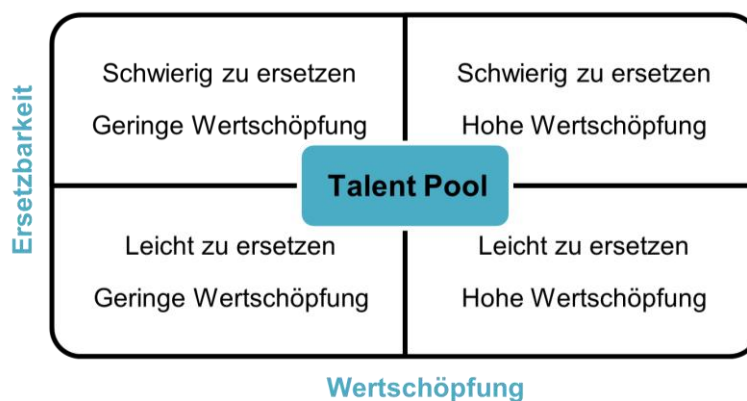 Ersetzbarkeit
Schwierig zu ersetzen
Geringe Wertschöpfung
Schwierig zu ersetzen
Hohe Wertschöpfung
Talent Pool
Leicht zu ersetzen
Geringe Wertschöpfung
Leicht zu ersetzen
Hohe Wertschöpfung
Wertschöpfung